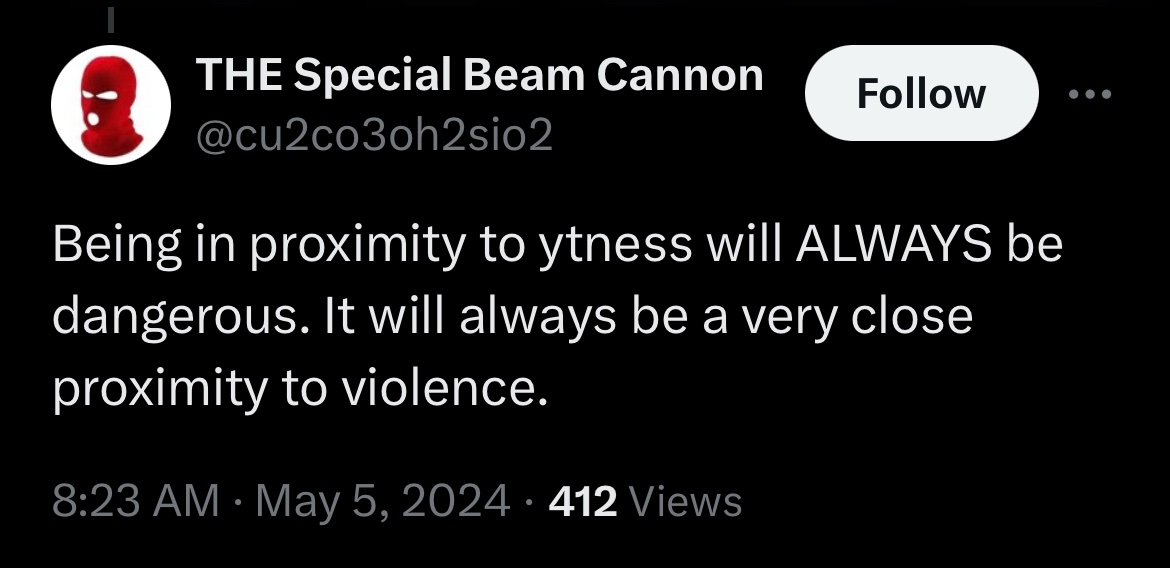 THE Special Beam Cannon
@cu2co3oh2sio2
Follow
Being in proximity to ytness will ALWAYS be
dangerous. It will always be a very close
proximity to violence.
8:23 AM · May 5, 2024 · 412 Views